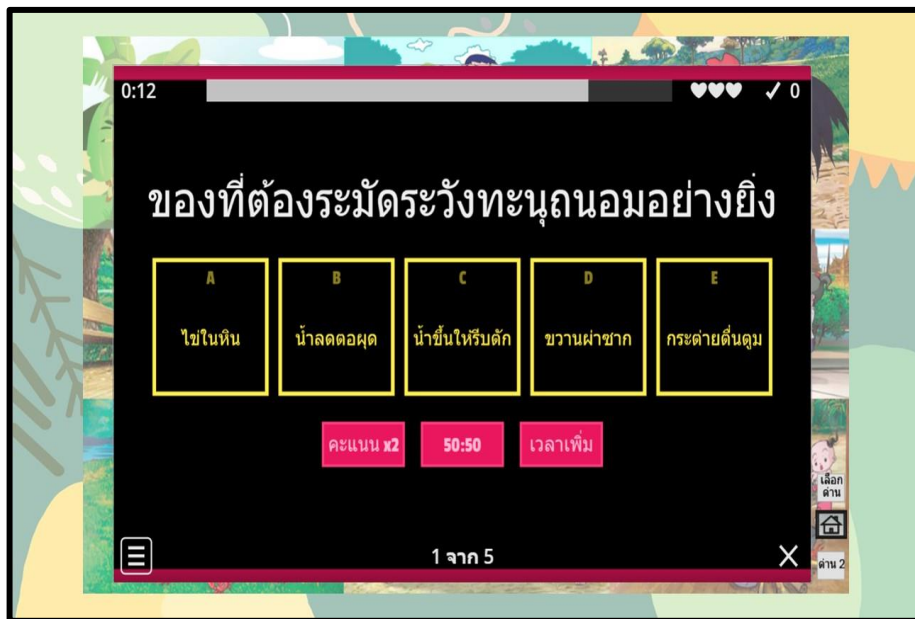 0:12
✓ 0
ของที่ต้องระมัดระวังทะนุถนอมอย่างยิ่ง
A
ไข่ในหิน
B
น้ำลดตอผุด
C
น้ำขึ้นให้รีบตัก
D
ขวานผ่าซาก
E
กระต่ายตื่นตูม
คะแนน x2
50:50
เวลาเพิ่ม
เลือก
ด่าน
1 จาก 5
ด่าน 2